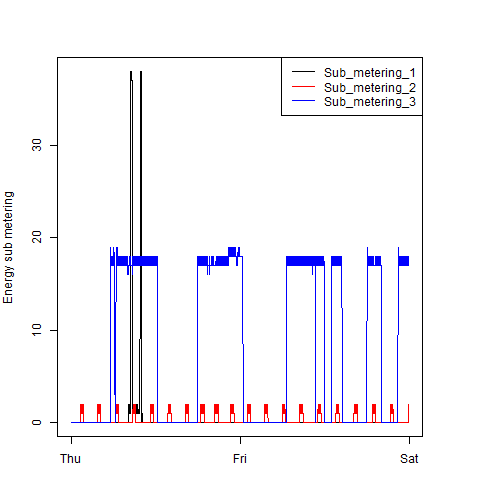 Sub_metering_1
Sub_metering_2
Sub_metering_3
Energy sub metering
30
20
10
0
Thu Fri Sat